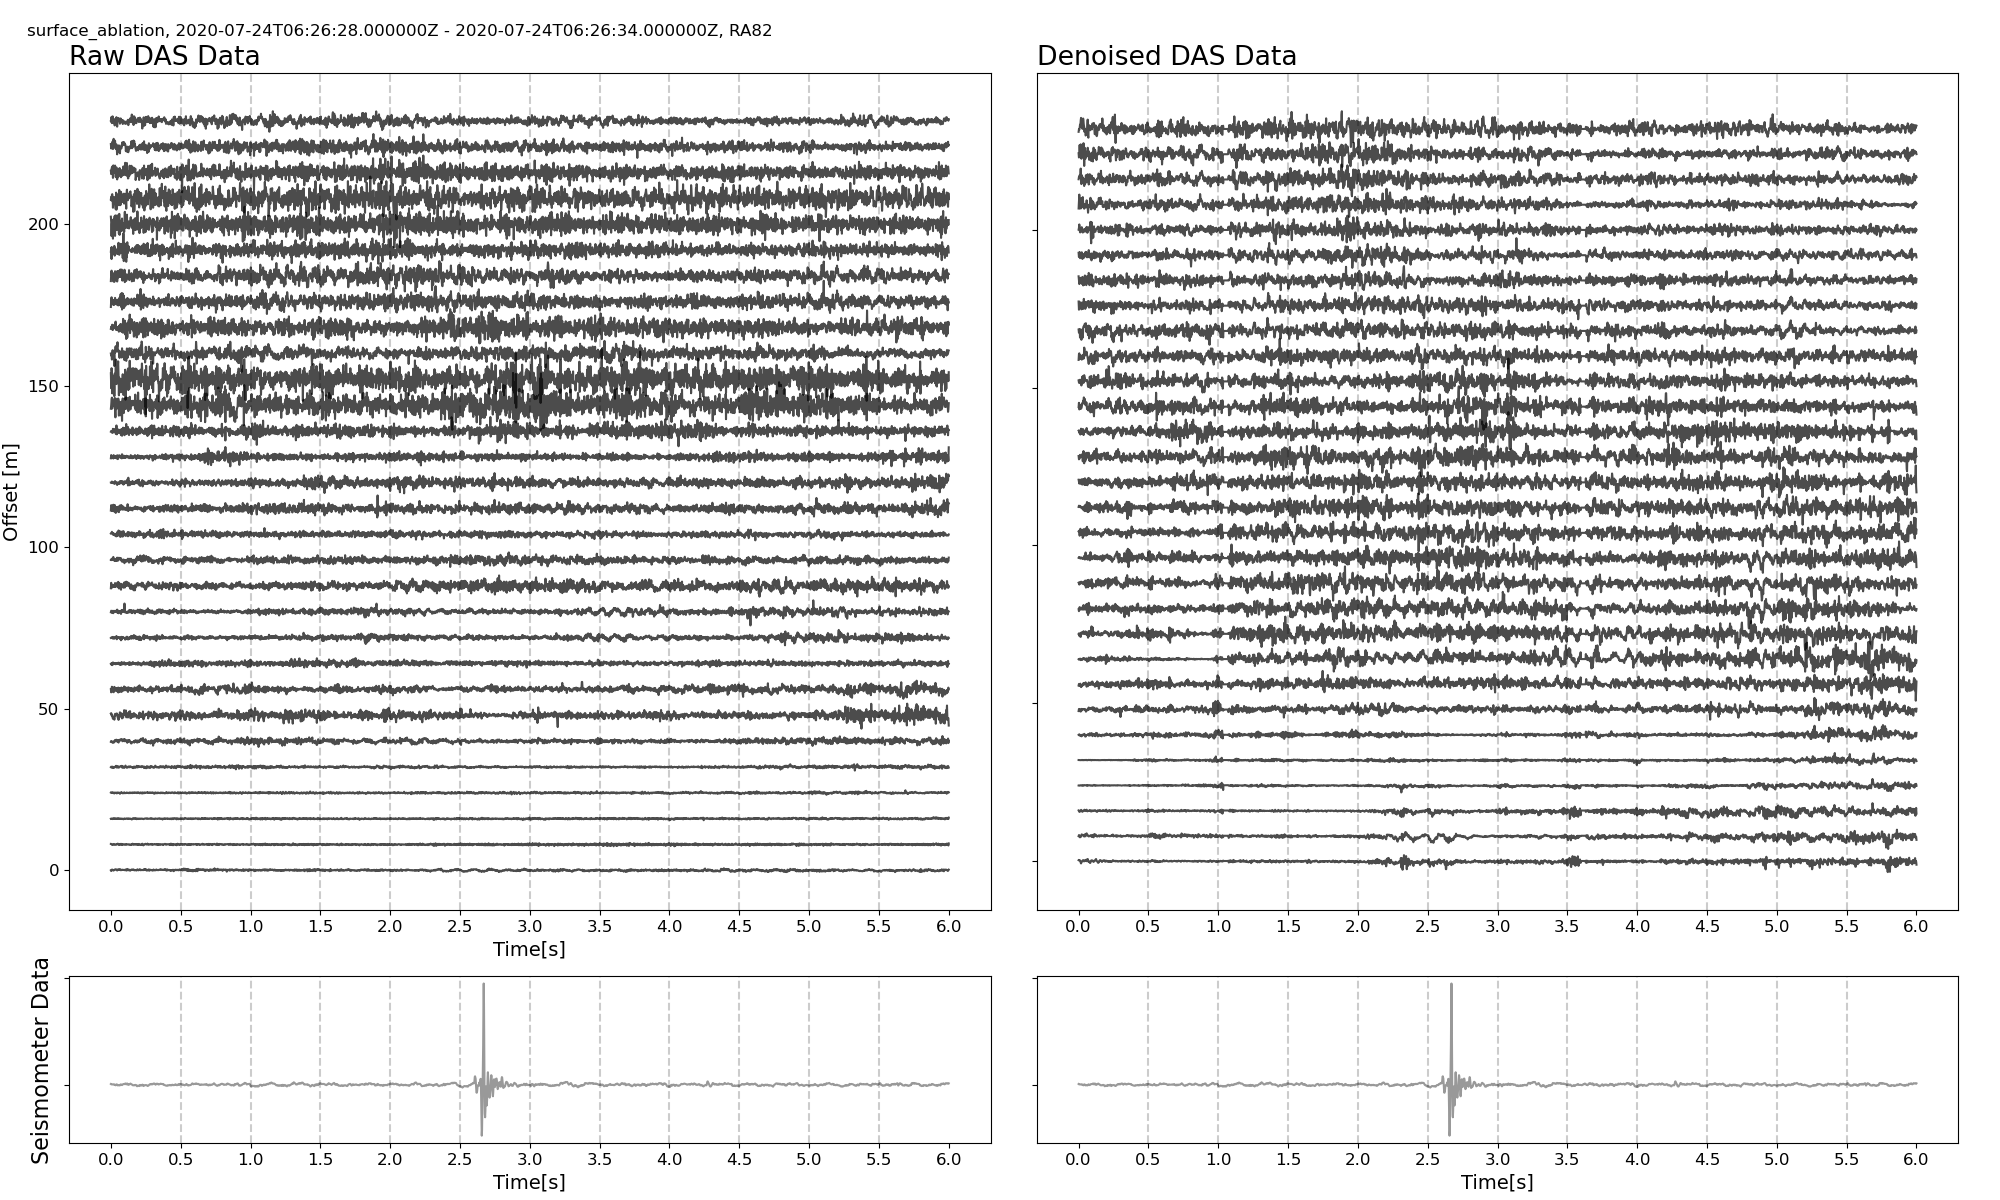 surface_ablation, 2020-07-24T06:26:28.000000Z - 2020-07-24T06:26:34.000000Z, RA82
Raw DAS Data
Denoised DAS Data
Offset [m]
200
150
100
50
0
0.0 0.5 1.0 1.5 2.0 2.5 3.0 3.5 4.0 4.5 5.0 5.5 6.0
Time[s]
0.0 0.5 1.0 1.5 2.0 2.5 3.0 3.5 4.0 4.5 5.0 5.5 6.0
Seismometer Data
0.0 0.5 1.0 1.5 2.0 2.5 3.0 3.5 4.0 4.5 5.0 5.5 6.0
Time[s]
0.0 0.5 1.0 1.5 2.0 2.5 3.0 3.5 4.0 4.5 5.0 5.5 6.0
Time[s]